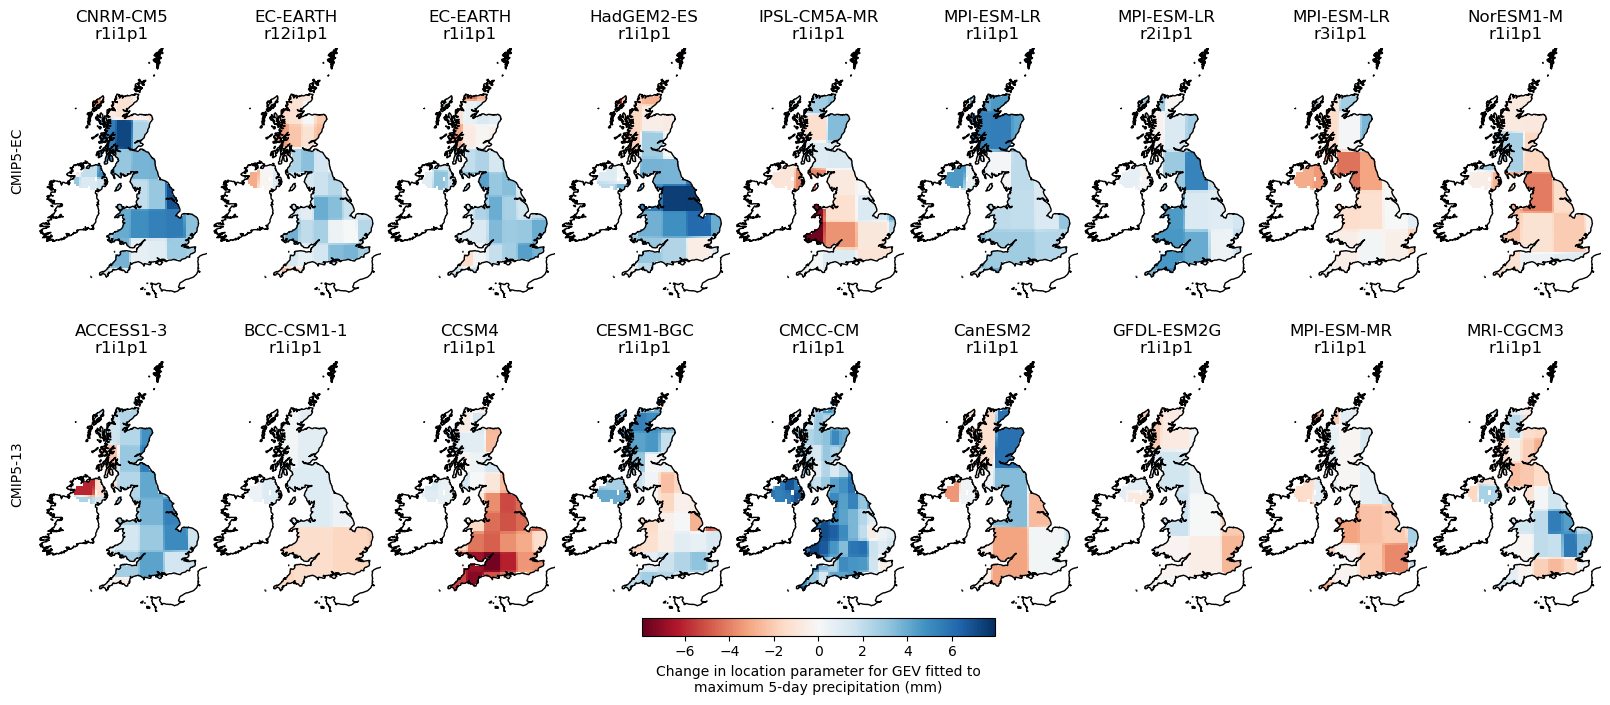 CNRM-CM5 EC-EARTH EC-EARTH HadGEM2-ES IPSL-CM5A-MR MPI-ESM-LR MPI-ESM-LR MPI-ESM-LR NorESM1-M
r1i1p1 r12i1p1 r1i1p1 r1i1p1 r1i1p1 r1i1p1 r2i1p1 r3i1p1 r1i1p1
CMIP5-EC
ACCESS1-3 BCC-CSM1-1 CCSM4 CESM1-BGC CMCC-CM CanESM2 GFDL-ESM2G MPI-ESM-MR MRI-CGCM3
r1i1p1 r1i1p1 r1i1p1 r1i1p1 r1i1p1 r1i1p1 r1i1p1 r1i1p1 r1i1p1
CMIP5-13
−6 −4 −2 0 2 4 6
Change in location parameter for GEV fitted to
maximum 5-day precipitation (mm)